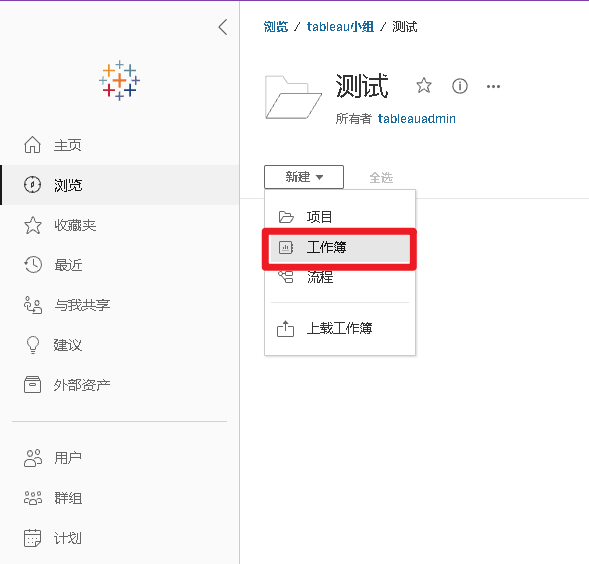 浏览 / tableau小组 / 测试
测试
所有者 tableauadmin
主页
浏览
收藏夹
最近
与我共享
建议
外部资产
用户
群组
计划
新建
全选
项目
工作簿
流程
上载工作簿